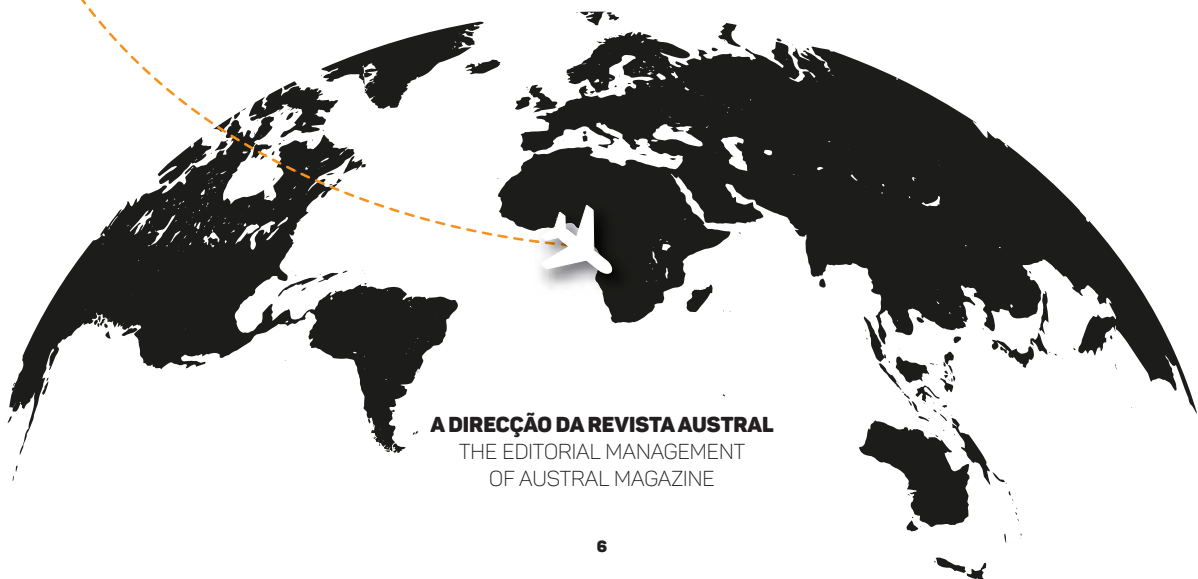 A DIRECÇÃO DA REVISTA AUSTRAL
THE EDITORIAL MANAGEMENT
OF AUSTRAL MAGAZINE
6